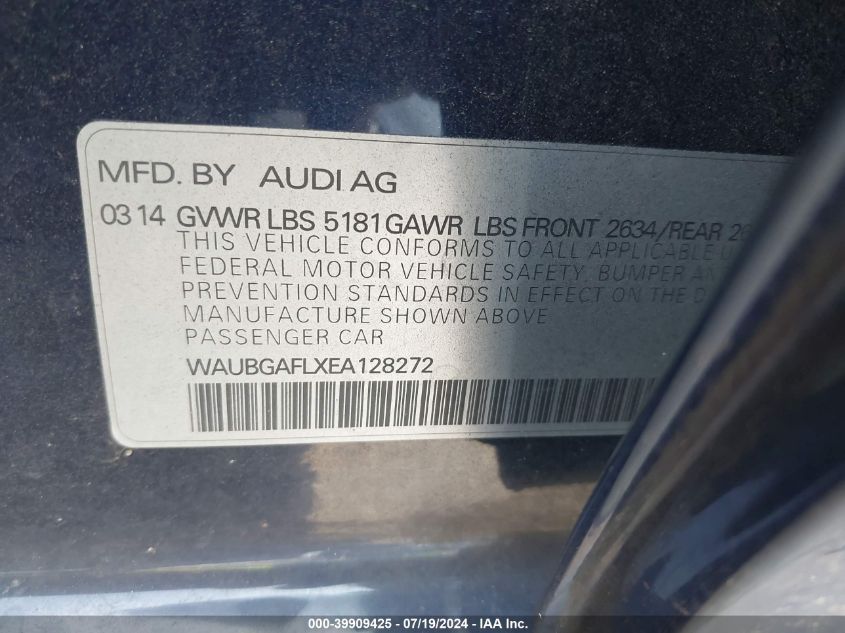 MFD. BY AUDI AG
03 14 GVWR LBS 5181 GAWR LBS FRONT 2634/REAR
THIS VEHICLE CONFORMS TO ALL APPLICABLE
FEDERAL MOTOR VEHICLE SAFETY, BUMPER
PREVENTION STANDARDS IN EFFECT ON THE
MANUFACTURE SHOWN ABOVE
PASSENGER CAR
WAUBGAFLXEA128272
000-39909425 - 07/19/2024 - IAA Inc.